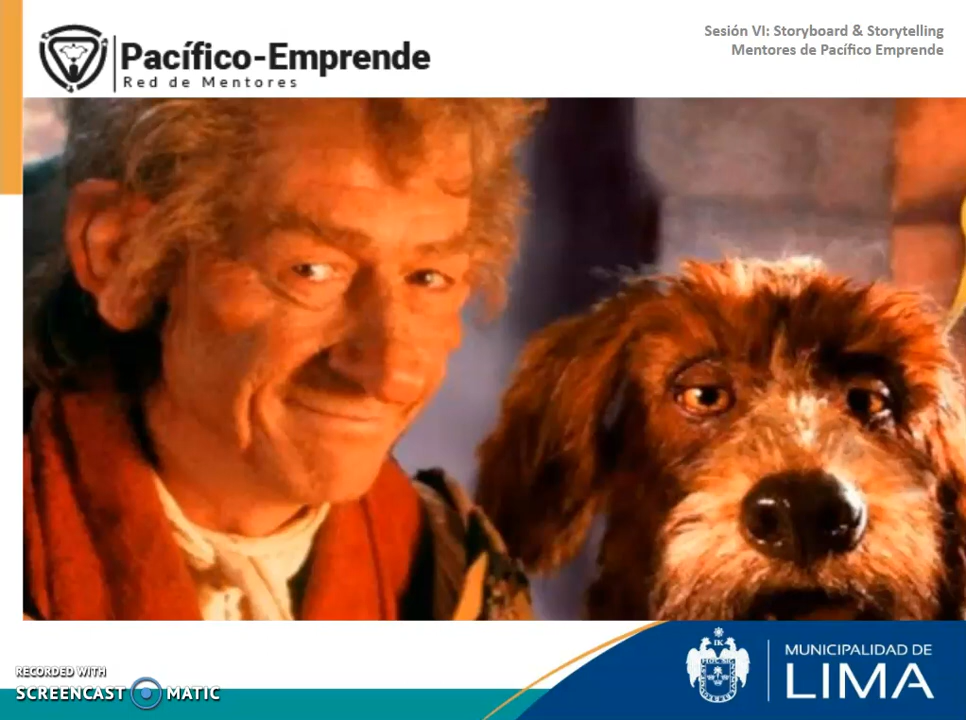 Pacífico-Emprende
Red de Mentores
Sesión VI: Storyboard & Storytelling
Mentores de Pacífico Emprende
RECORDED WITH
SCREENCAST MATIC
MUNICIPALIDAD DE
LIMA